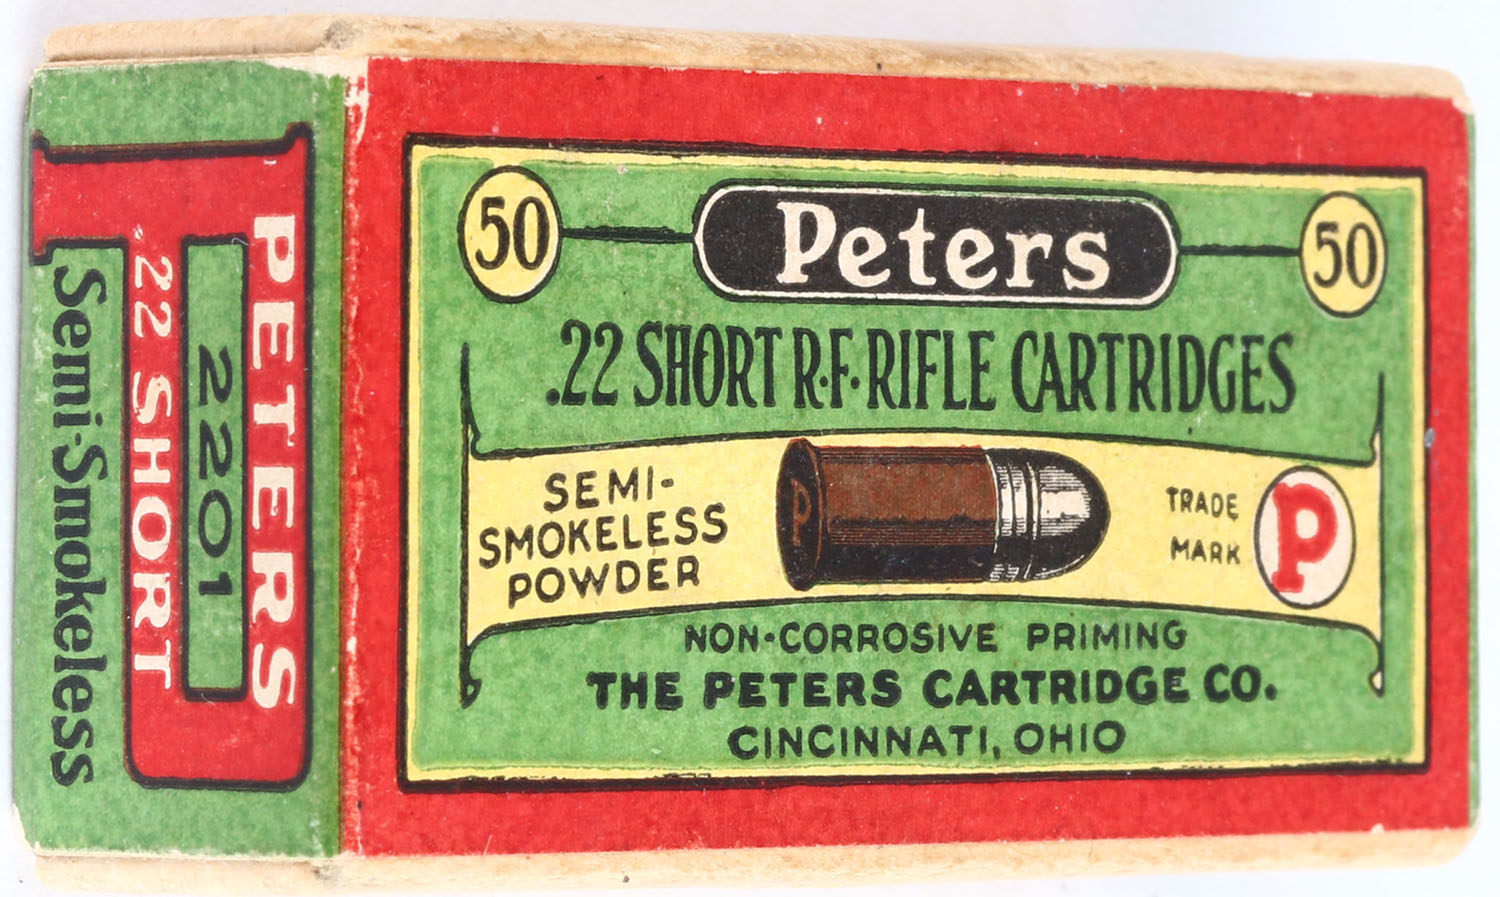 50 Peters 50
.22 SHORT R.F. RIFLE CARTRIDGES
SEMI-
SMOKELESS
POWDER
P
TRADE
MARK
P
NON-CORROSIVE PRIMING
THE PETERS CARTRIDGE CO.
CINCINNATI, OHIO
PETERS
2201
.22 SHORT
Semi-Smokeless